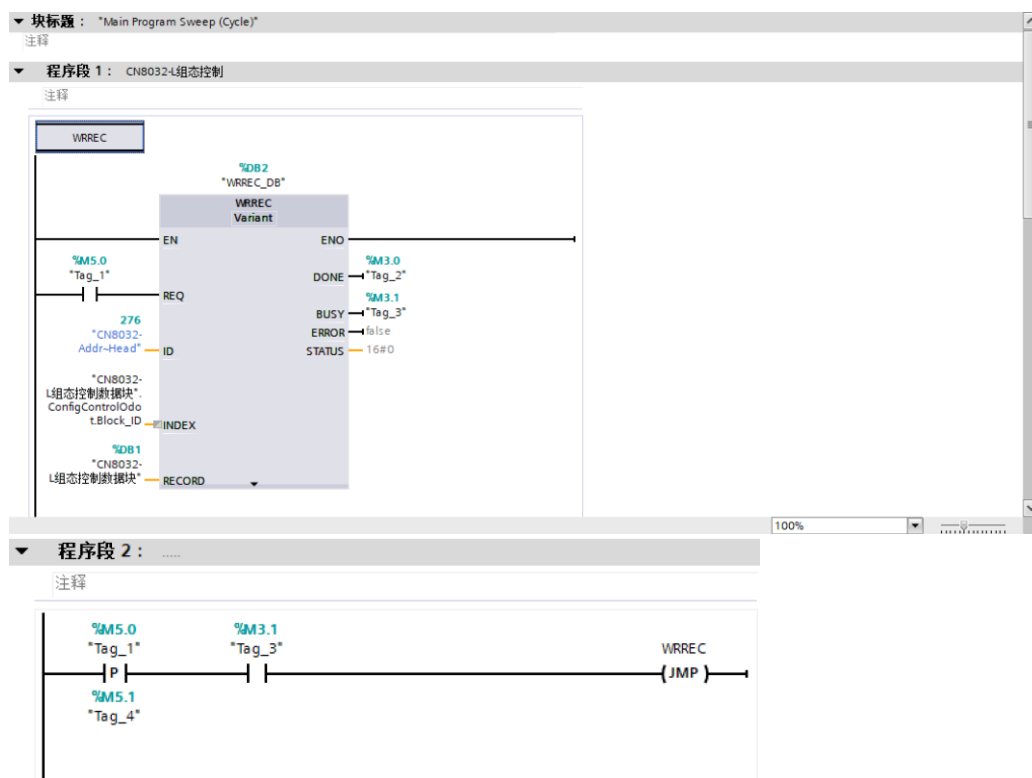 块标题： "Main Program Sweep (Cycle)"
注释
程序段 1： CN8032-L组态控制
注释
WRREC
%DB2
"WRREC_DB"
WRREC
Variant
EN
ENO
%M5.0
"Tag_1"
REQ
%M3.0
DONE
"Tag_2"
%M3.1
BUSY
"Tag_3"
ERROR
false
STATUS
16#0
276
"CN8032-
Addr~Head"
ID
"CN8032-
L组态控制数据块".
ConfigControlOdo
t.Block_ID
INDEX
%DB1
"CN8032-
L组态控制数据块"
RECORD
100%
程序段 2： .....
注释
%M5.0
"Tag_1"
P
%M5.1
"Tag_4"
%M3.1
"Tag_3"
WRREC
JMP